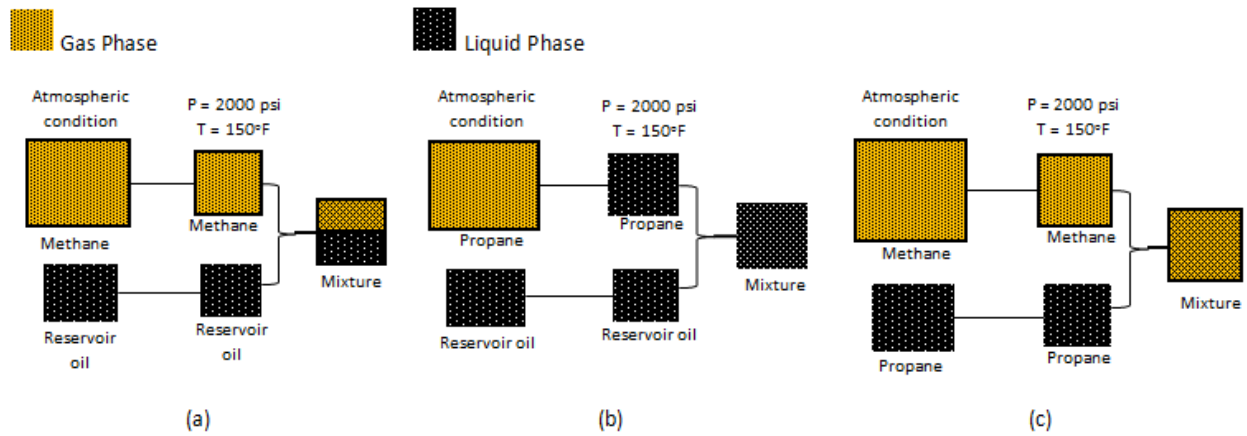 Gas Phase
Liquid Phase
Atmospheric
condition
P = 2000 psi
T = 150°F
Methane
Methane
Reservoir
oil
Reservoir
oil
Mixture
(a)
Atmospheric
condition
P = 2000 psi
T = 150°F
Propane
Propane
Reservoir oil
Reservoir oil
Mixture
(b)
Atmospheric
condition
P = 2000 psi
T = 150°F
Methane
Methane
Propane
Propane
Mixture
(c)